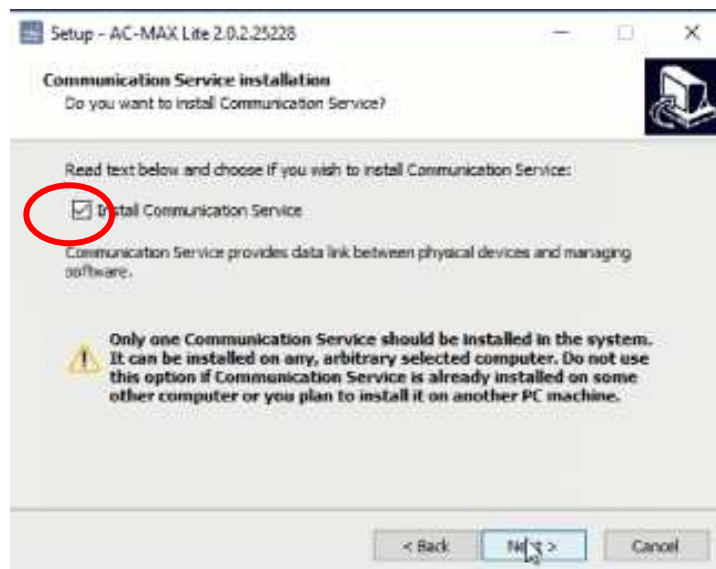 Setup - AC-MAX Lite 2.0.2.25228
Communication Service installation
Do you want to install Communication Service?
Read text below and choose if you wish to install Communication Service:
Install Communication Service
Communication Service provides data link between physical devices and managing
software.
Only one Communication Service should be installed in the system.
It can be installed on any, arbitrary selected computer. Do not use
this option if Communication Service is already installed on some
other computer or you plan to install it on another PC machine.
< Back
Next >
Cancel